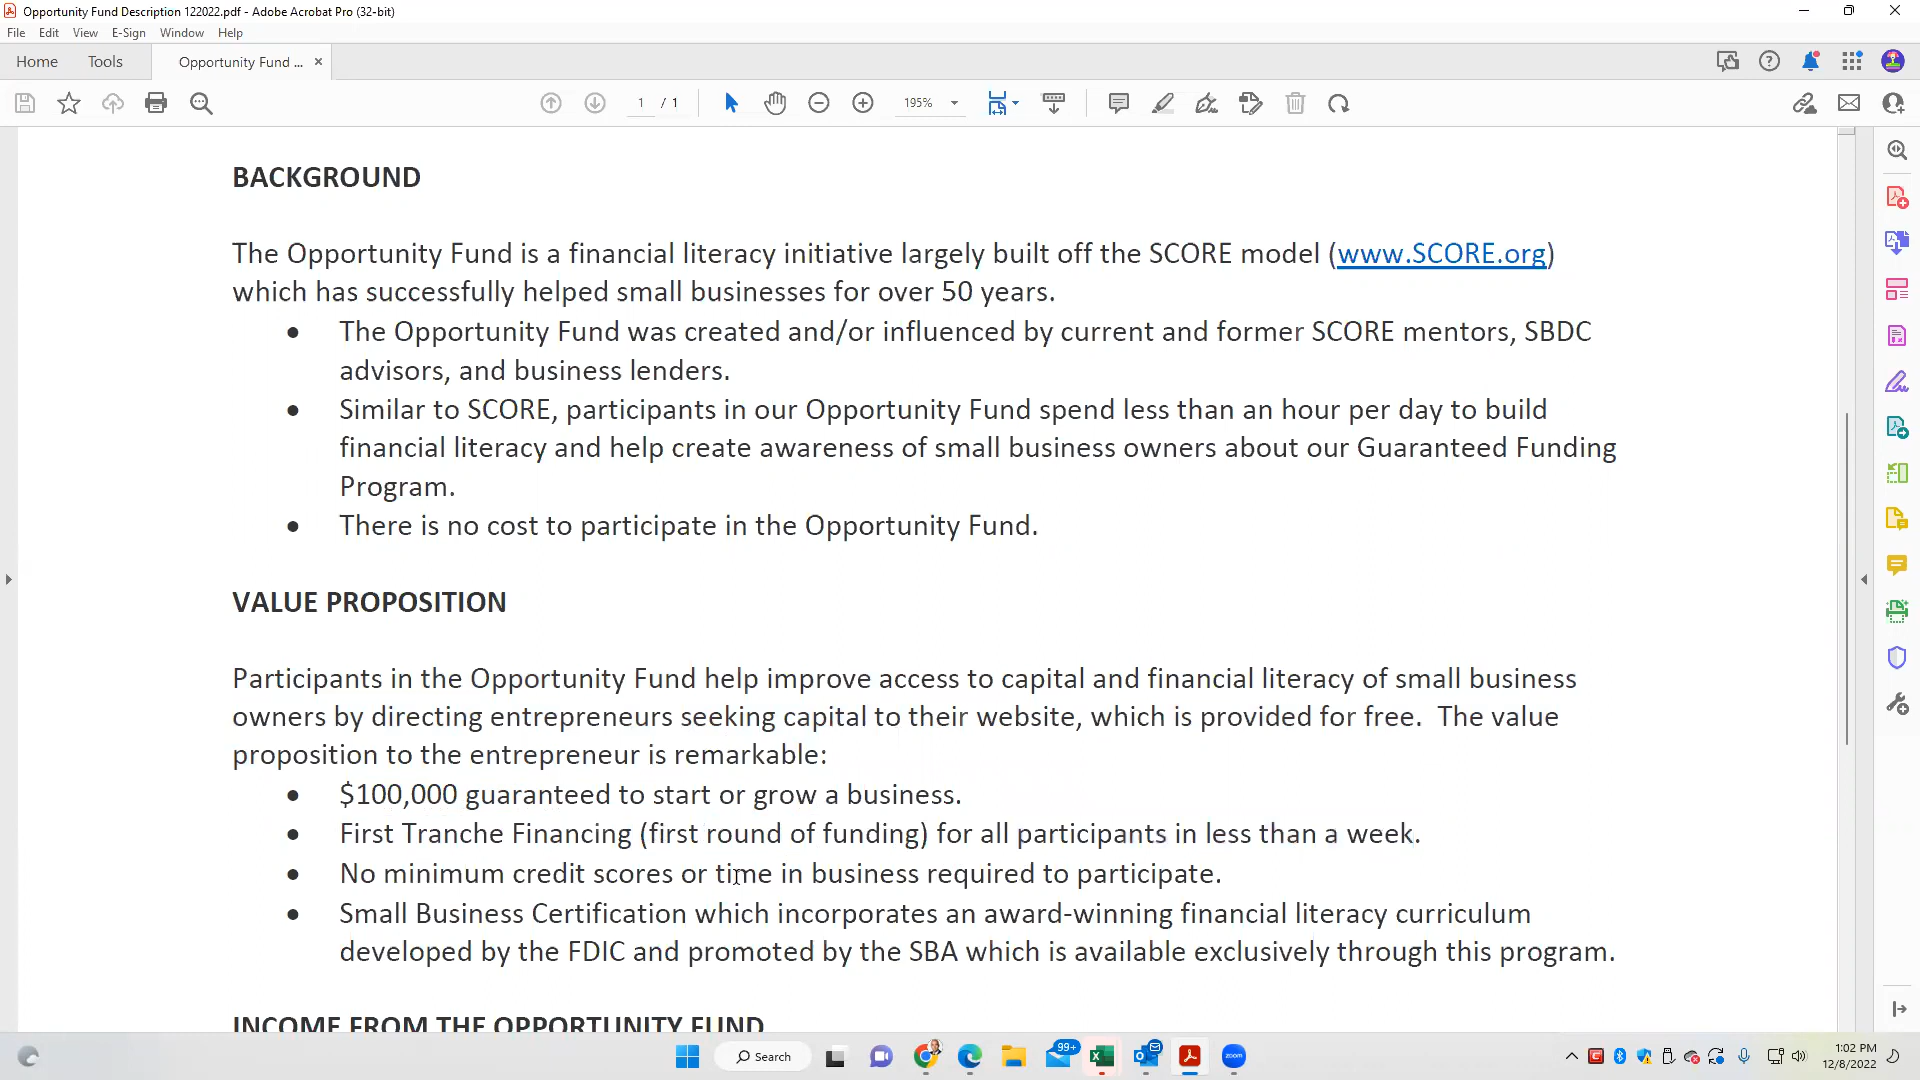 Opportunity Fund Description 122022.pdf - Adobe Acrobat Pro (32-bit)
File Edit View E-Sign Window Help
Home Tools Opportunity Fund ... ×
1 / 1 195%
BACKGROUND
The Opportunity Fund is a financial literacy initiative largely built off the SCORE model (www.SCORE.org)
which has successfully helped small businesses for over 50 years.
• The Opportunity Fund was created and/or influenced by current and former SCORE mentors, SBDC
advisors, and business lenders.
• Similar to SCORE, participants in our Opportunity Fund spend less than an hour per day to build
financial literacy and help create awareness of small business owners about our Guaranteed Funding
Program.
• There is no cost to participate in the Opportunity Fund.
VALUE PROPOSITION
Participants in the Opportunity Fund help improve access to capital and financial literacy of small business
owners by directing entrepreneurs seeking capital to their website, which is provided for free.  The value
proposition to the entrepreneur is remarkable:
• $100,000 guaranteed to start or grow a business.
• First Tranche Financing (first round of funding) for all participants in less than a week.
• No minimum credit scores or time in business required to participate.
• Small Business Certification which incorporates an award-winning financial literacy curriculum
developed by the FDIC and promoted by the SBA which is available exclusively through this program.
INCOME FROM THE OPPORTUNITY FUND
Search
99+
zoom
1:02 PM
12/8/2022